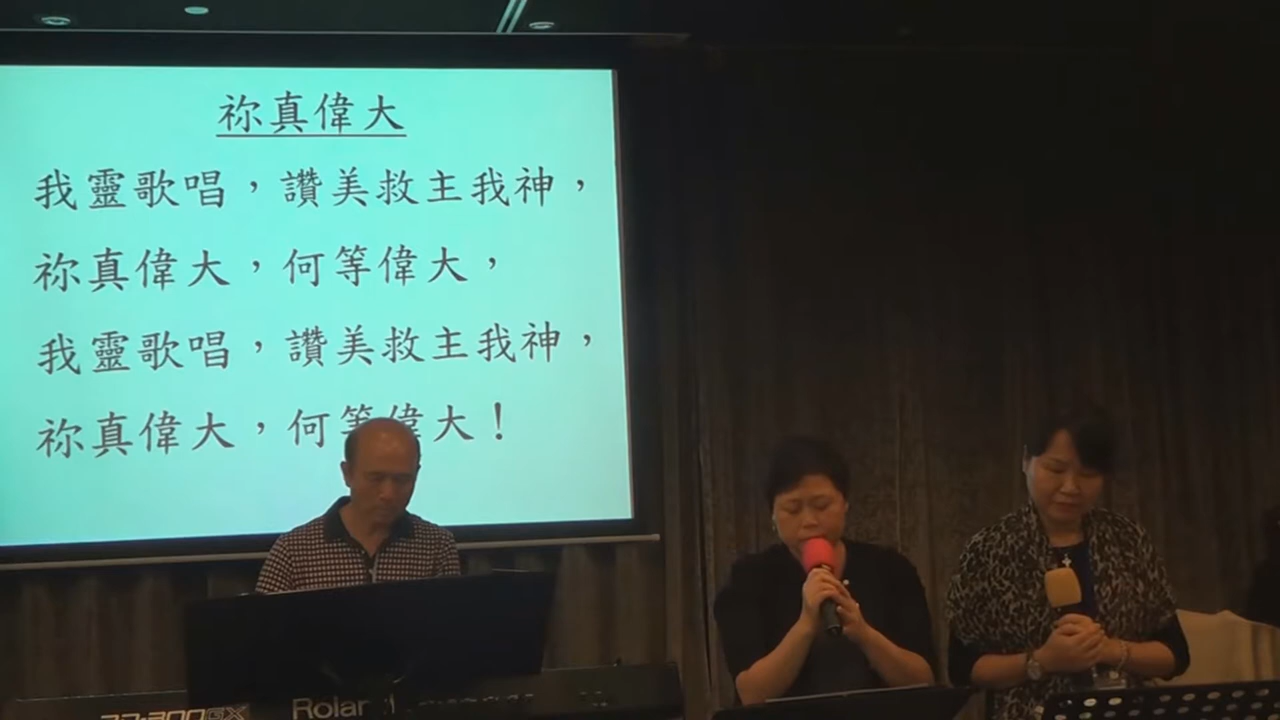 祢真偉大
我靈歌唱，讚美救主我神，
祢真偉大，何等偉大，
我靈歌唱，讚美救主我神，
祢真偉大，何等偉大！
Roland